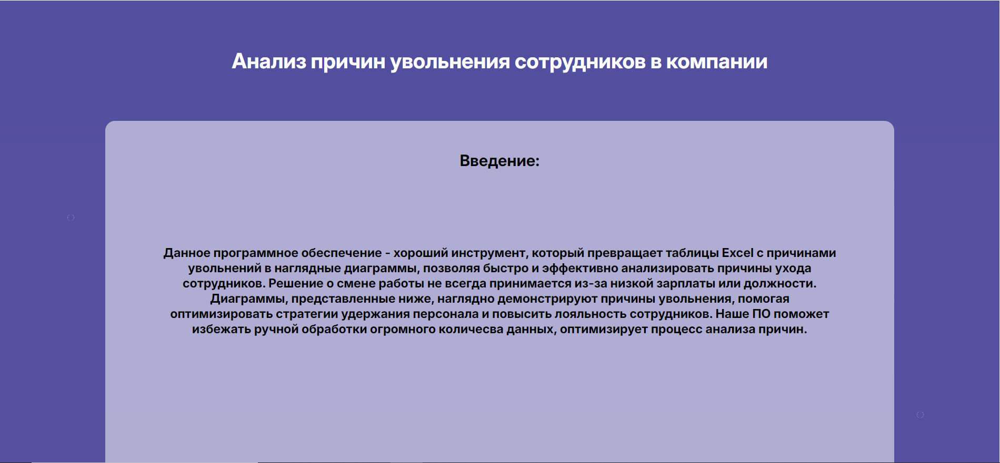 Анализ причин увольнения сотрудников в компании
Введение:
Данное программное обеспечение - хороший инструмент, который превращает таблицы Excel с причинами
увольнений в наглядные диаграммы, позволяя быстро и эффективно анализировать причины ухода
сотрудников. Решение о смене работы не всегда принимается из-за низкой зарплаты или должности.
Диаграммы, представленные ниже, наглядно демонстрируют причины увольнения, помогая
оптимизировать стратегии удержания персонала и повысить лояльность сотрудников. Наше ПО поможет
избежать ручной обработки огромного количесва данных, оптимизирует процесс анализа причин.